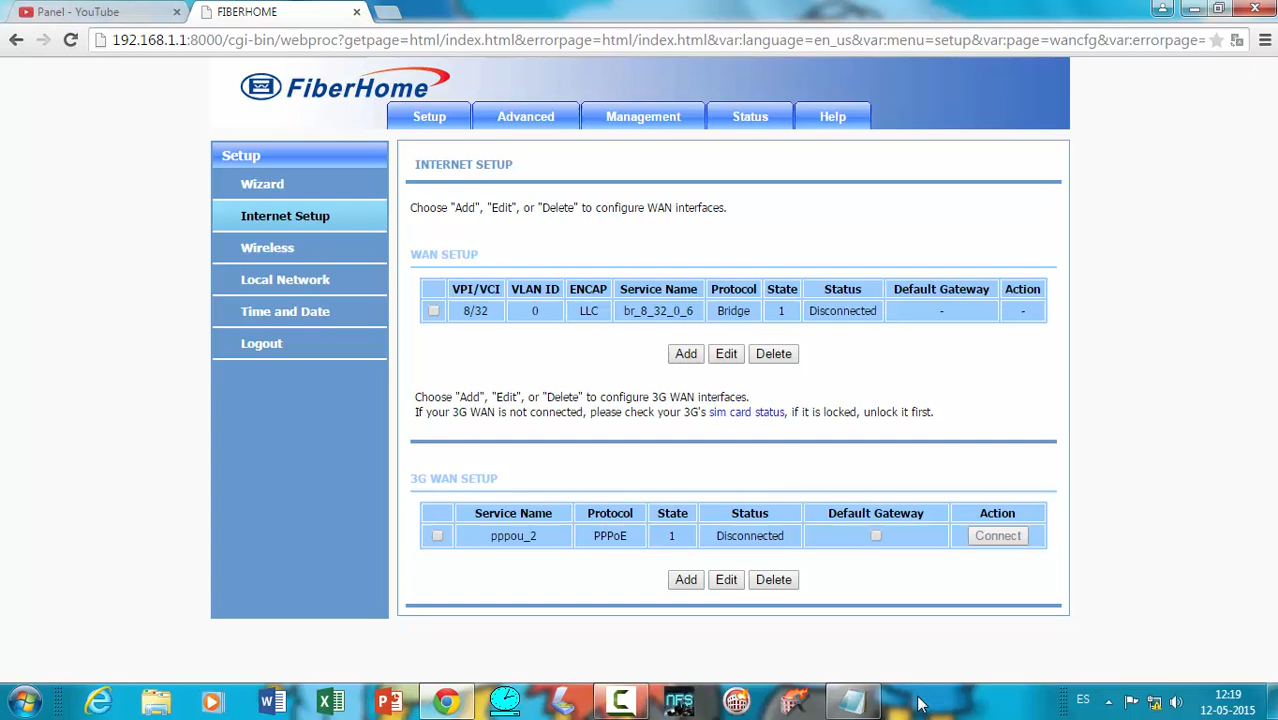 Panel - YouTube
FIBERHOME
192.168.1.1:8000/cgi-bin/webproc?getpage=html/index.html&errorpage=html/index.html&var:language=en_us&var:menu=setup&var:page=wancfg&var:errorpage=
FiberHome
Setup Advanced Management Status Help
Setup
Wizard
Internet Setup
Wireless
Local Network
Time and Date
Logout
INTERNET SETUP
Choose "Add", "Edit", or "Delete" to configure WAN interfaces.
WAN SETUP
VPI/VCI VLAN ID ENCAP Service Name Protocol State Status Default Gateway Action
8/32 0 LLC br_8_32_0_6 Bridge 1 Disconnected - -
Add Edit Delete
Choose "Add", "Edit", or "Delete" to configure 3G WAN interfaces.
If your 3G WAN is not connected, please check your 3G's sim card status, if it is locked, unlock it first.
3G WAN SETUP
Service Name Protocol State Status Default Gateway Action
pppou_2 PPPoE 1 Disconnected Connect
Add Edit Delete
NFS
ES
12:19
12-05-2015